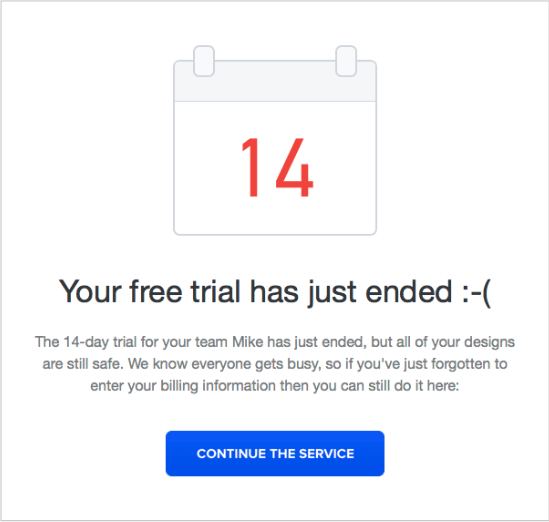 14
Your free trial has just ended :-(
The 14-day trial for your team Mike has just ended, but all of your designs
are still safe. We know everyone gets busy, so if you've just forgotten to
enter your billing information then you can still do it here:
CONTINUE THE SERVICE